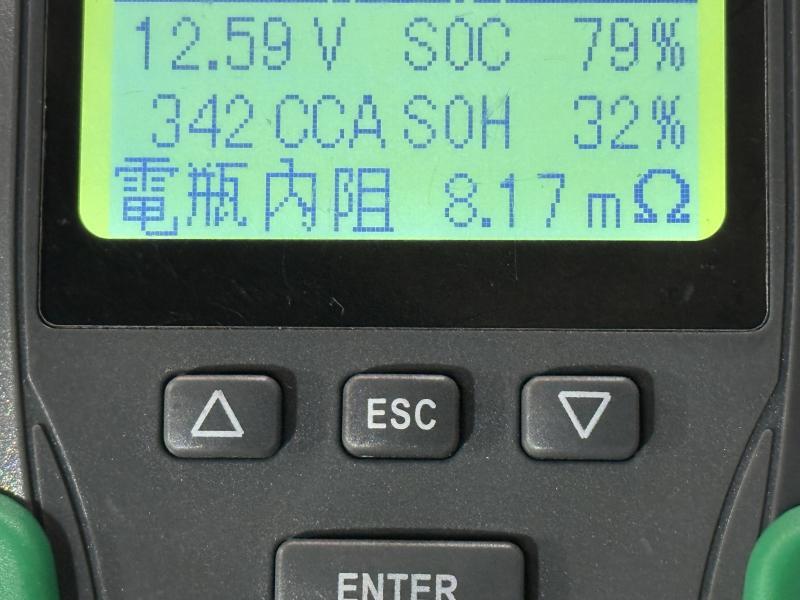 12.59 V SOC 79%
342 CCA SOH 32%
電瓶內阻 8.17 mΩ
ESC
ENTER